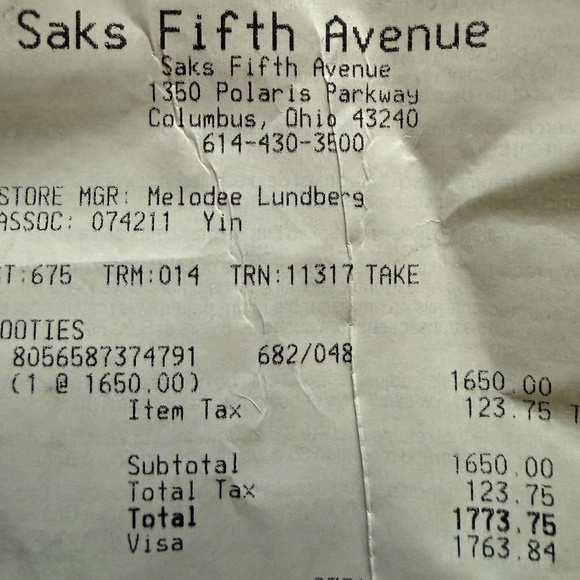 Saks Fifth Avenue
Saks Fifth Avenue
1350 Polaris Parkway
Columbus, Ohio 43240
614-430-3500
STORE MGR: Melodee Lundberg
ASSOC: 074211 Yin
T:675 TRM:014 TRN:11317 TAKE
OOTIES
8056587374791 682/048
(1 @ 1650.00) 1650.00
Item Tax 123.75 T
Subtotal 1650.00
Total Tax 123.75
Total 1773.75
Visa 1763.84